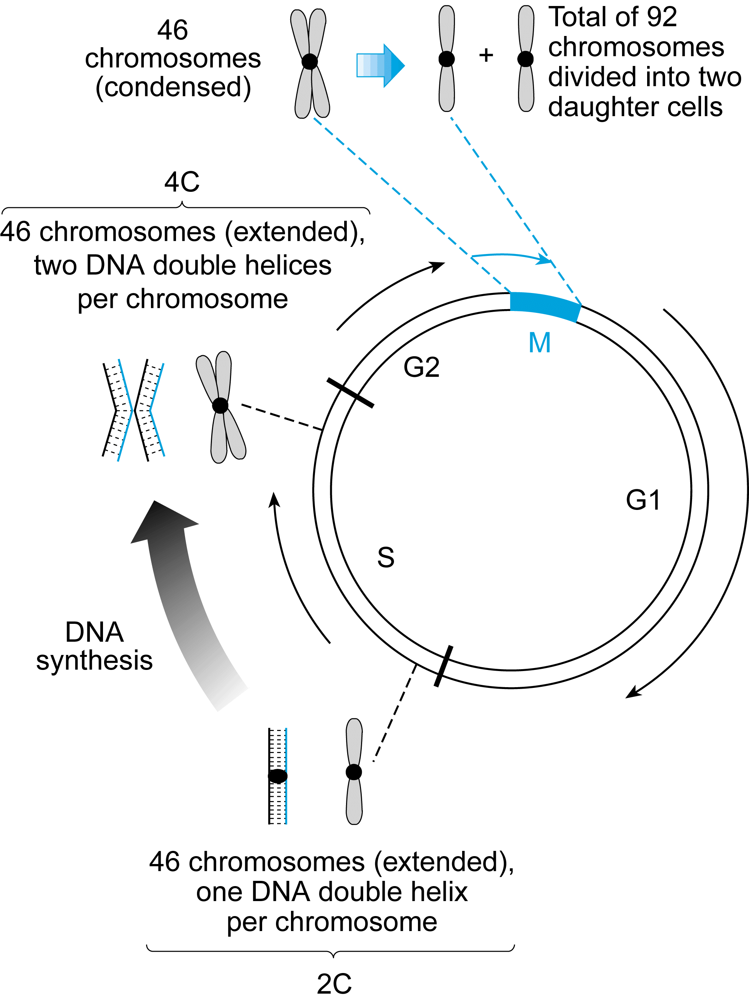 46
chromosomes
(condensed)
+
Total of 92
chromosomes
divided into two
daughter cells
4C
46 chromosomes (extended),
two DNA double helices
per chromosome
M
G2
G1
S
DNA
synthesis
46 chromosomes (extended),
one DNA double helix
per chromosome
2C